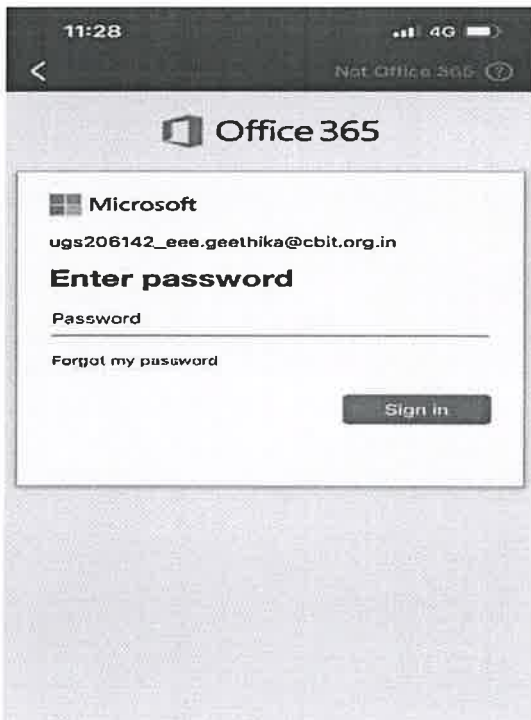 11:28 4G
Not Office 365 ?
Office 365
Microsoft
ugs206142_eee.geethika@cbit.org.in
Enter password
Password
Forgot my password
Sign in